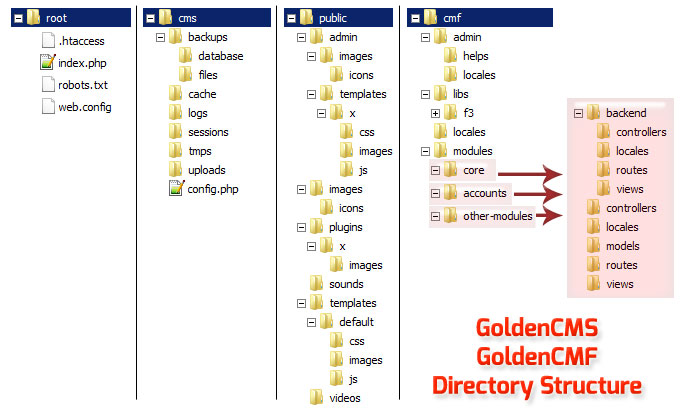 root
.htaccess
index.php
robots.txt
web.config
cms
backups
database
files
cache
logs
sessions
tmps
uploads
config.php
public
admin
images
icons
templates
x
css
images
js
images
icons
plugins
x
images
sounds
templates
default
css
images
js
videos
cmf
admin
helps
locales
libs
f3
locales
modules
core
accounts
other-modules
backend
controllers
locales
routes
views
controllers
locales
models
routes
views
GoldenCMS
GoldenCMF
Directory Structure